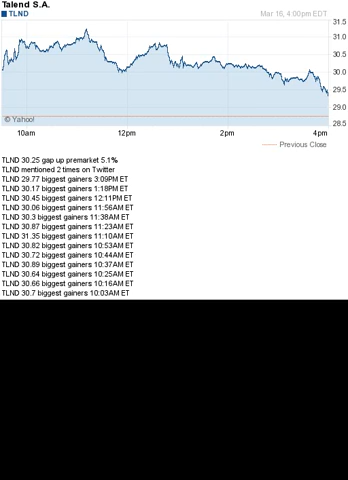 Talend S.A.
TLND
Mar 16, 4:00pm EDT
31.5
31.0
30.5
30.0
29.5
29.0
28.5
© Yahoo!
10am 12pm 2pm 4pm
Previous Close
TLND 30.25 gap up premarket 5.1%
TLND mentioned 2 times on Twitter
TLND 29.77 biggest gainers 3:09PM ET
TLND 30.17 biggest gainers 1:18PM ET
TLND 30.45 biggest gainers 12:11PM ET
TLND 30.06 biggest gainers 11:56AM ET
TLND 30.3 biggest gainers 11:38AM ET
TLND 30.87 biggest gainers 11:23AM ET
TLND 31.35 biggest gainers 11:10AM ET
TLND 30.82 biggest gainers 10:53AM ET
TLND 30.72 biggest gainers 10:44AM ET
TLND 30.89 biggest gainers 10:37AM ET
TLND 30.64 biggest gainers 10:25AM ET
TLND 30.66 biggest gainers 10:16AM ET
TLND 30.7 biggest gainers 10:03AM ET